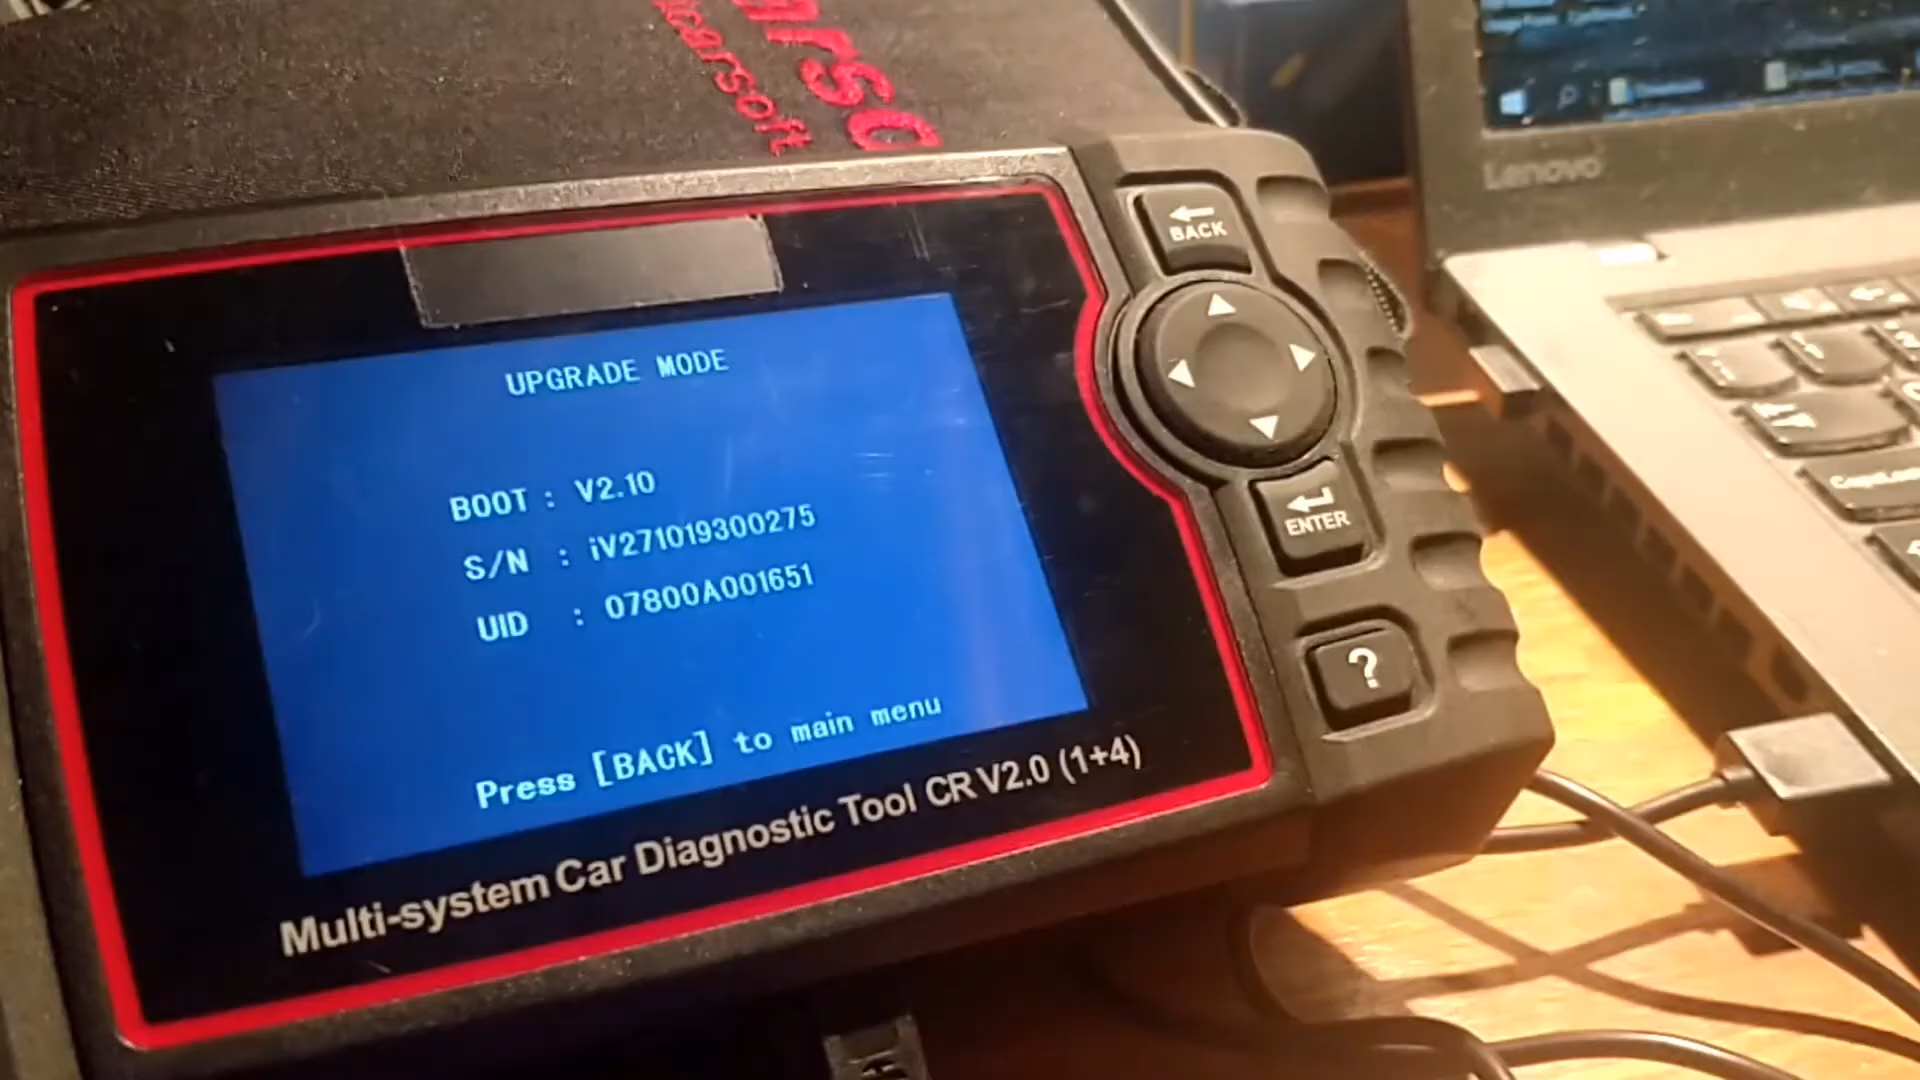 icarsoft
BACK
UPGRADE MODE
BOOT : V2.10
S/N : iV271019300275
UID : 07800A001651
Press [BACK] to main menu
Multi-system Car Diagnostic Tool CR V2.0 (1+4)
ENTER
?
Lenovo